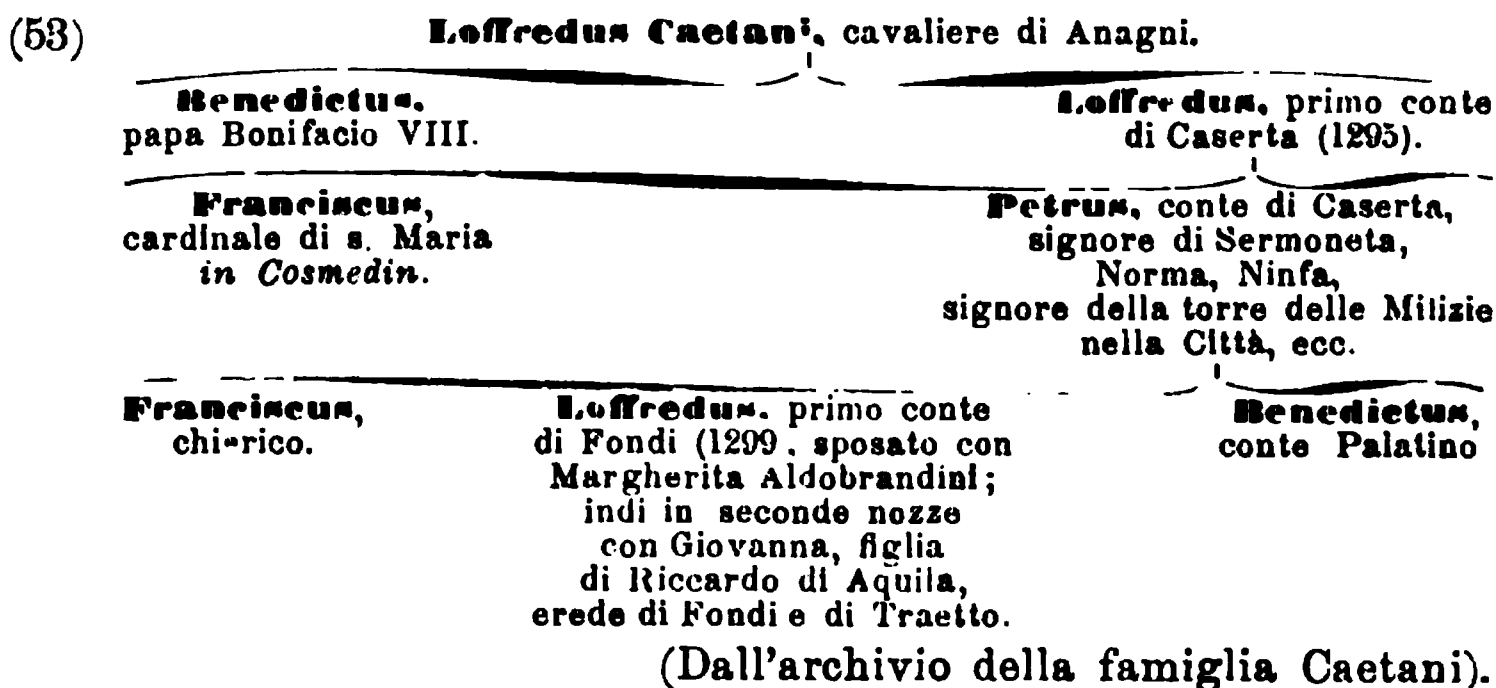 (53) Loffredus Caetani, cavaliere di Anagni.
Benedictus.
papa Bonifacio VIII.
Loffredus, primo conte
di Caserta (1295).
Franciscus,
cardinale di s. Maria
in Cosmedin.
Petrus, conte di Caserta,
signore di Sermoneta,
Norma, Ninfa,
signore della torre delle Milizie
nella Città, ecc.
Franciscus,
chierico.
Loffredus. primo conte
di Fondi (1299. sposato con
Margherita Aldobrandini;
indi in seconde nozze
con Giovanna, figlia
di Riccardo di Aquila,
erede di Fondi e di Traetto.
Benedictus,
conte Palatino
(Dall'archivio della famiglia Caetani).